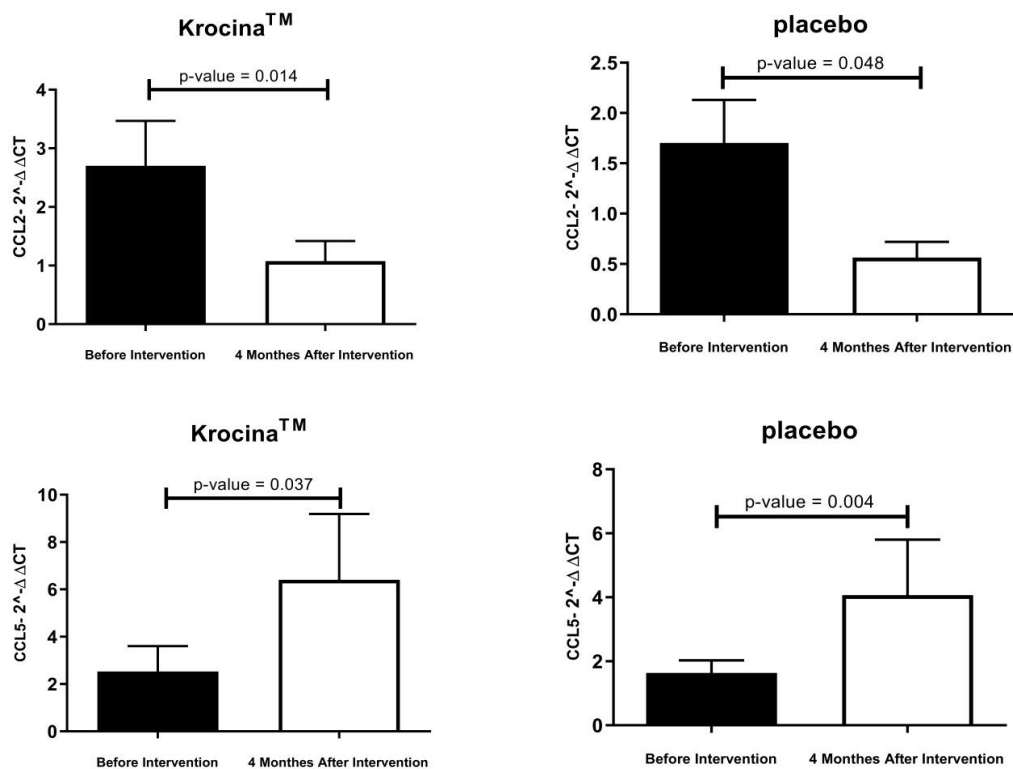 Krocina™
p-value = 0.014
CCL2- 2^-Δ ΔCT
4
3
2
1
0
Before Intervention
4 Monthes After Intervention
placebo
p-value = 0.048
CCL2- 2^-Δ ΔCT
2.5
2.0
1.5
1.0
0.5
0.0
Before Intervention
4 Monthes After Intervention
Krocina™
p-value = 0.037
CCL5- 2^-Δ ΔCT
10
8
6
4
2
0
Before Intervention
4 Monthes After Intervention
placebo
p-value = 0.004
CCL5- 2^-Δ ΔCT
8
6
4
2
0
Before Intervention
4 Monthes After Intervention